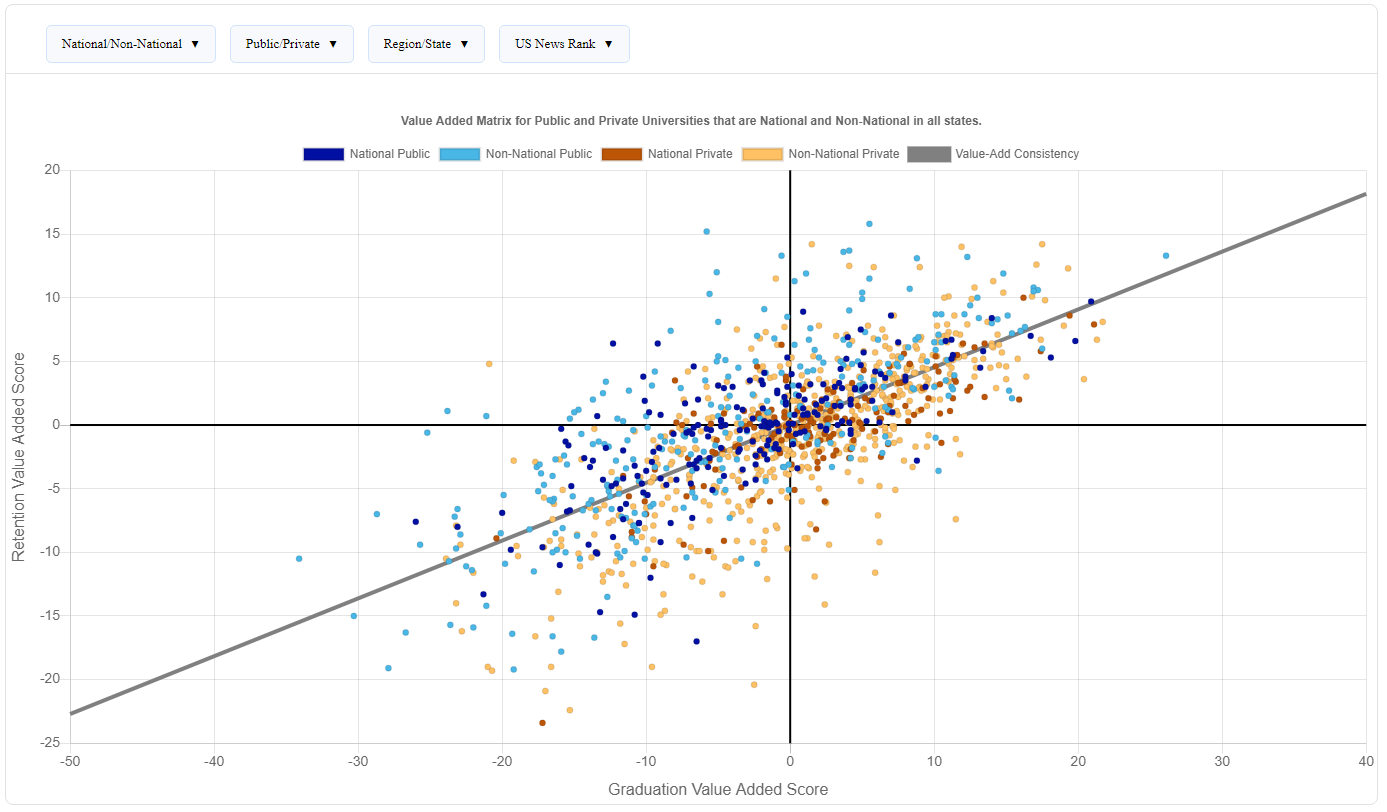 National/Non-National ▼ Public/Private ▼ Region/State ▼ US News Rank ▼
Value Added Matrix for Public and Private Universities that are National and Non-National in all states.
National Public Non-National Public National Private Non-National Private Value-Add Consistency
20
15
10
5
0
-5
-10
-15
-20
-25
Retention Value Added Score
-50 -40 -30 -20 -10 0 10 20 30 40
Graduation Value Added Score